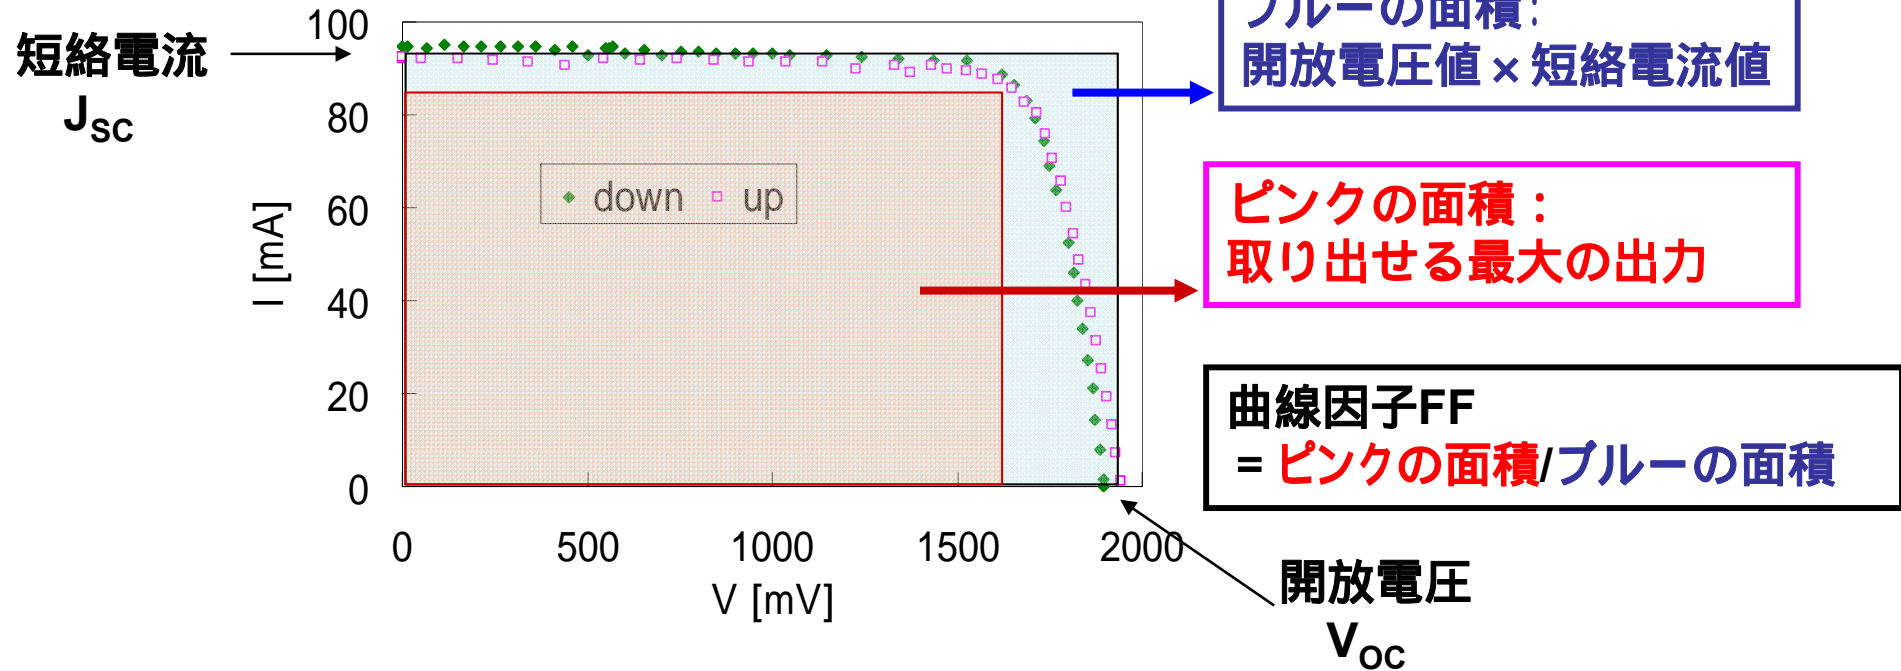 ブルーの面積:
開放電圧値×短絡電流値
短絡電流
JSC
100
80
60
40
20
0
I [mA]
down
up
ピンクの面積：
取り出せる最大の出力
曲線因子FF
= ピンクの面積/ブルーの面積
0
500
1000
1500
2000
V [mV]
開放電圧
VOC